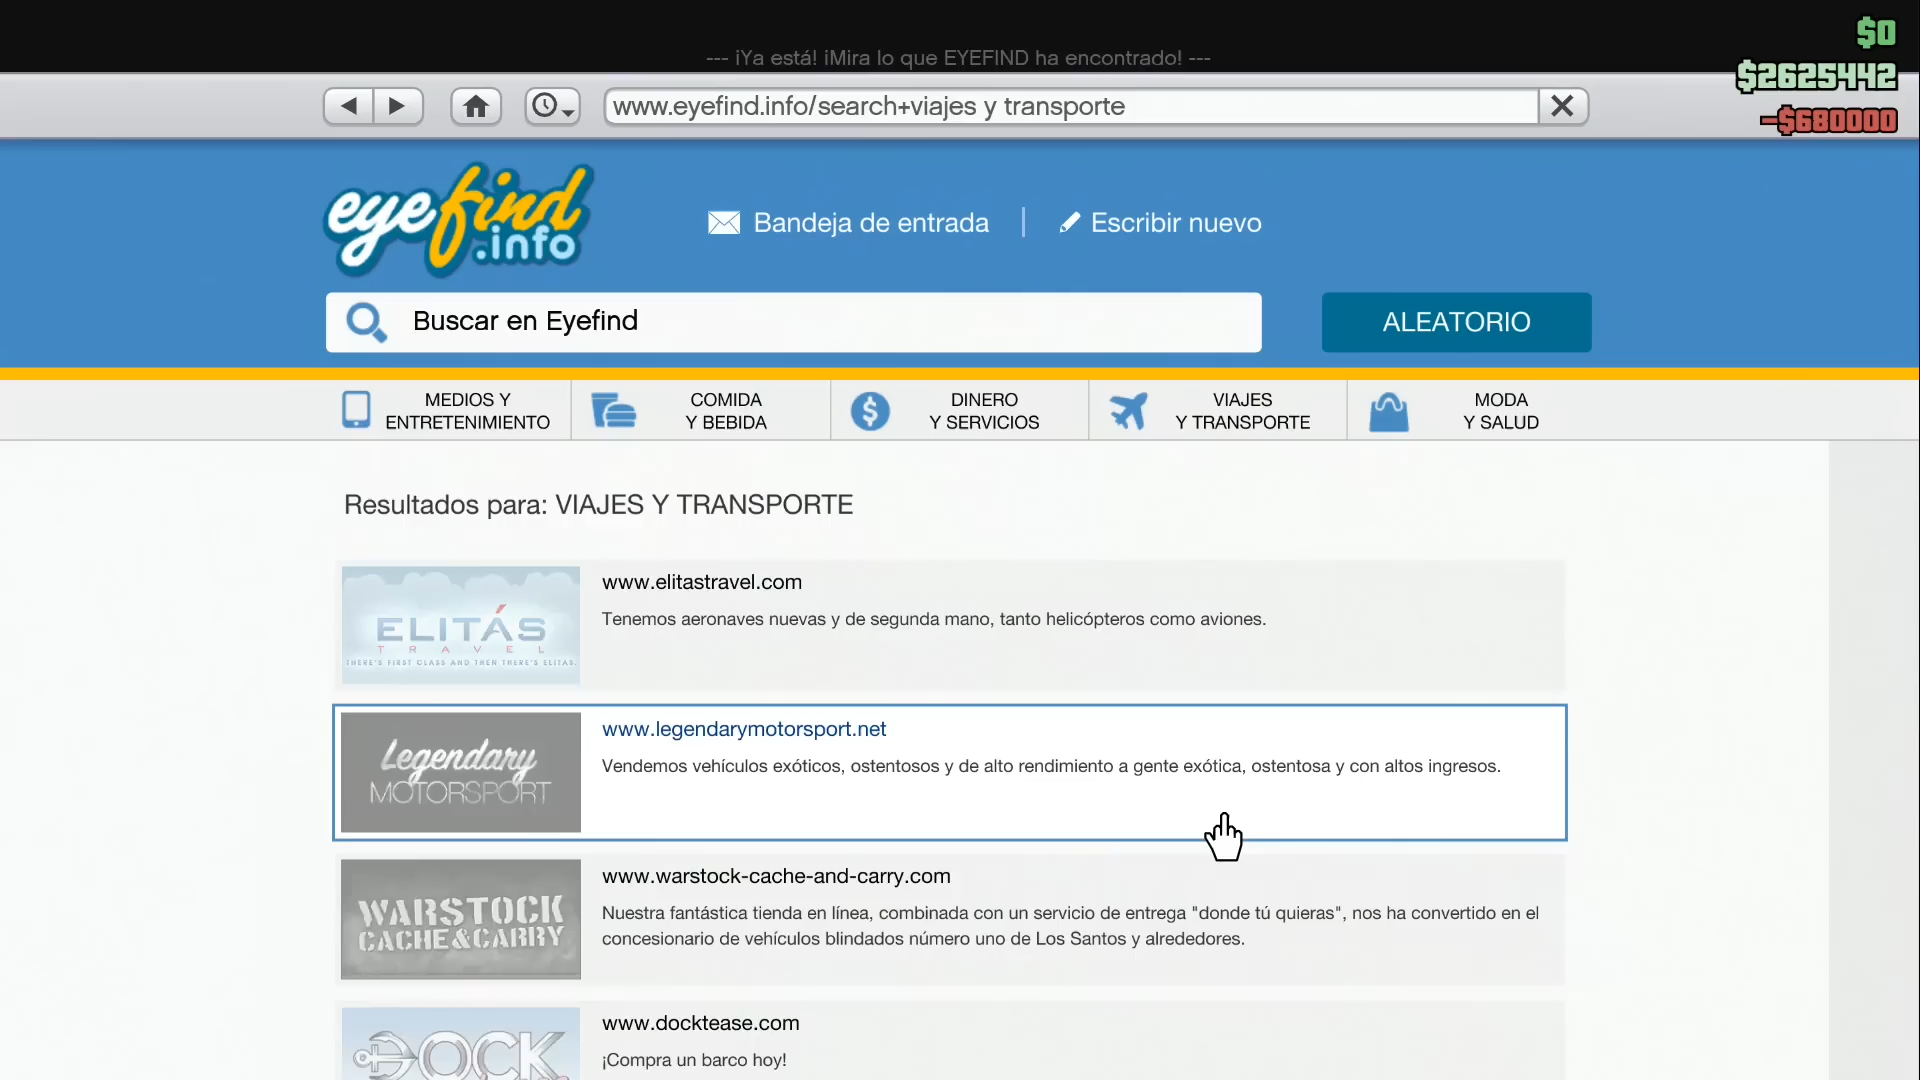 $0
--- ¡Ya está! ¡Mira lo que EYEFIND ha encontrado! ---
$2625442
-$680000
www.eyefind.info/search+viajes y transporte
eyefind
.info
Bandeja de entrada
Escribir nuevo
Buscar en Eyefind
ALEATORIO
MEDIOS Y
ENTRETENIMIENTO
COMIDA
Y BEBIDA
DINERO
Y SERVICIOS
VIAJES
Y TRANSPORTE
MODA
Y SALUD
Resultados para: VIAJES Y TRANSPORTE
ELITÁS
TRAVEL
THERE'S FIRST CLASS AND THEN THERE'S ELITAS.
www.elitastravel.com
Tenemos aeronaves nuevas y de segunda mano, tanto helicópteros como aviones.
Legendary
MOTORSPORT
www.legendarymotorsport.net
Vendemos vehículos exóticos, ostentosos y de alto rendimiento a gente exótica, ostentosa y con altos ingresos.
WARSTOCK
CACHE&CARRY
www.warstock-cache-and-carry.com
Nuestra fantástica tienda en línea, combinada con un servicio de entrega "donde tú quieras", nos ha convertido en el
concesionario de vehículos blindados número uno de Los Santos y alrededores.
DOCK
www.docktease.com
¡Compra un barco hoy!